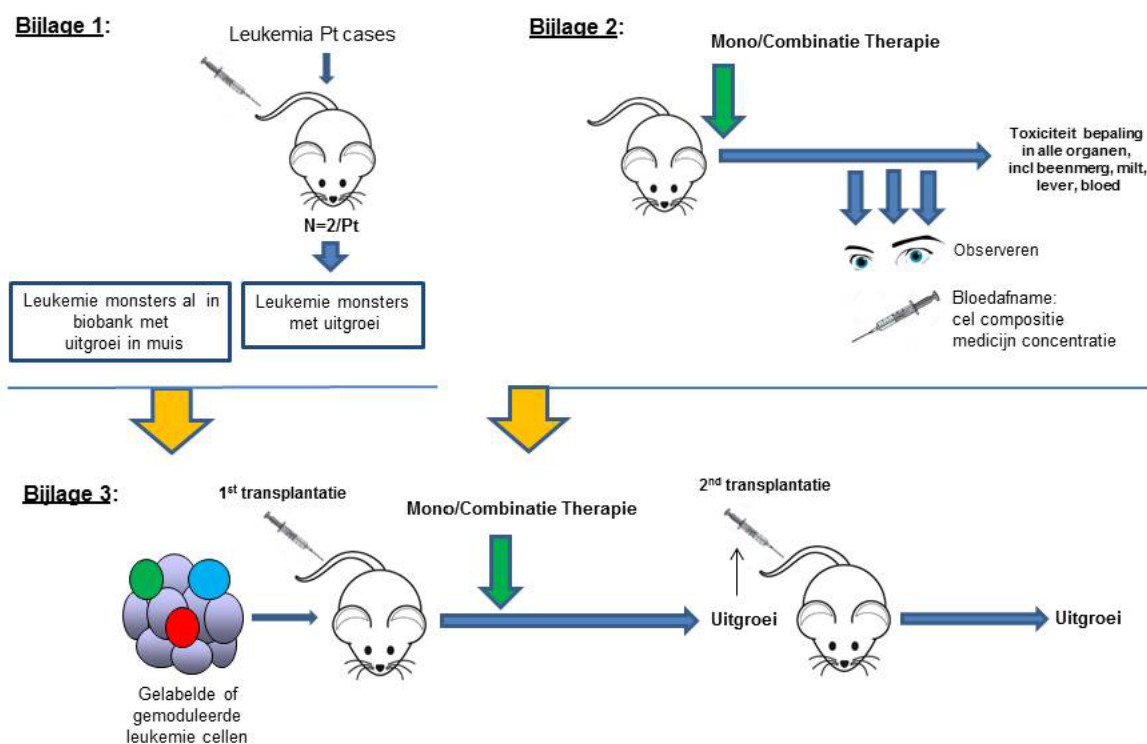 Bijlage 1:
Leukemia Pt cases
N=2/Pt
Leukemie monsters al in
biobank met
uitgroei in muis
Leukemie monsters
met uitgroei
Bijlage 2:
Mono/Combinatie Therapie
Toxiciteit bepaling
in alle organen,
incl beenmerg, milt,
lever, bloed
Observeren
Bloedafname:
cel compositie
medicijn concentratie
Bijlage 3:
1st transplantatie
Mono/Combinatie Therapie
2nd transplantatie
Uitgroei
Uitgroei
Gelabelde of
gemoduleerde
leukemie cellen